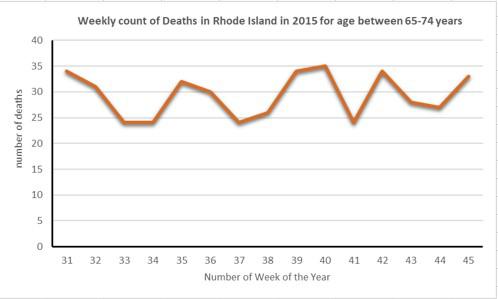 Weekly count of Deaths in Rhode Island in 2015 for age between 65-74 years
number of deaths
40
35
30
25
20
15
10
5
0
31 32 33 34 35 36 37 38 39 40 41 42 43 44 45
Number of Week of the Year